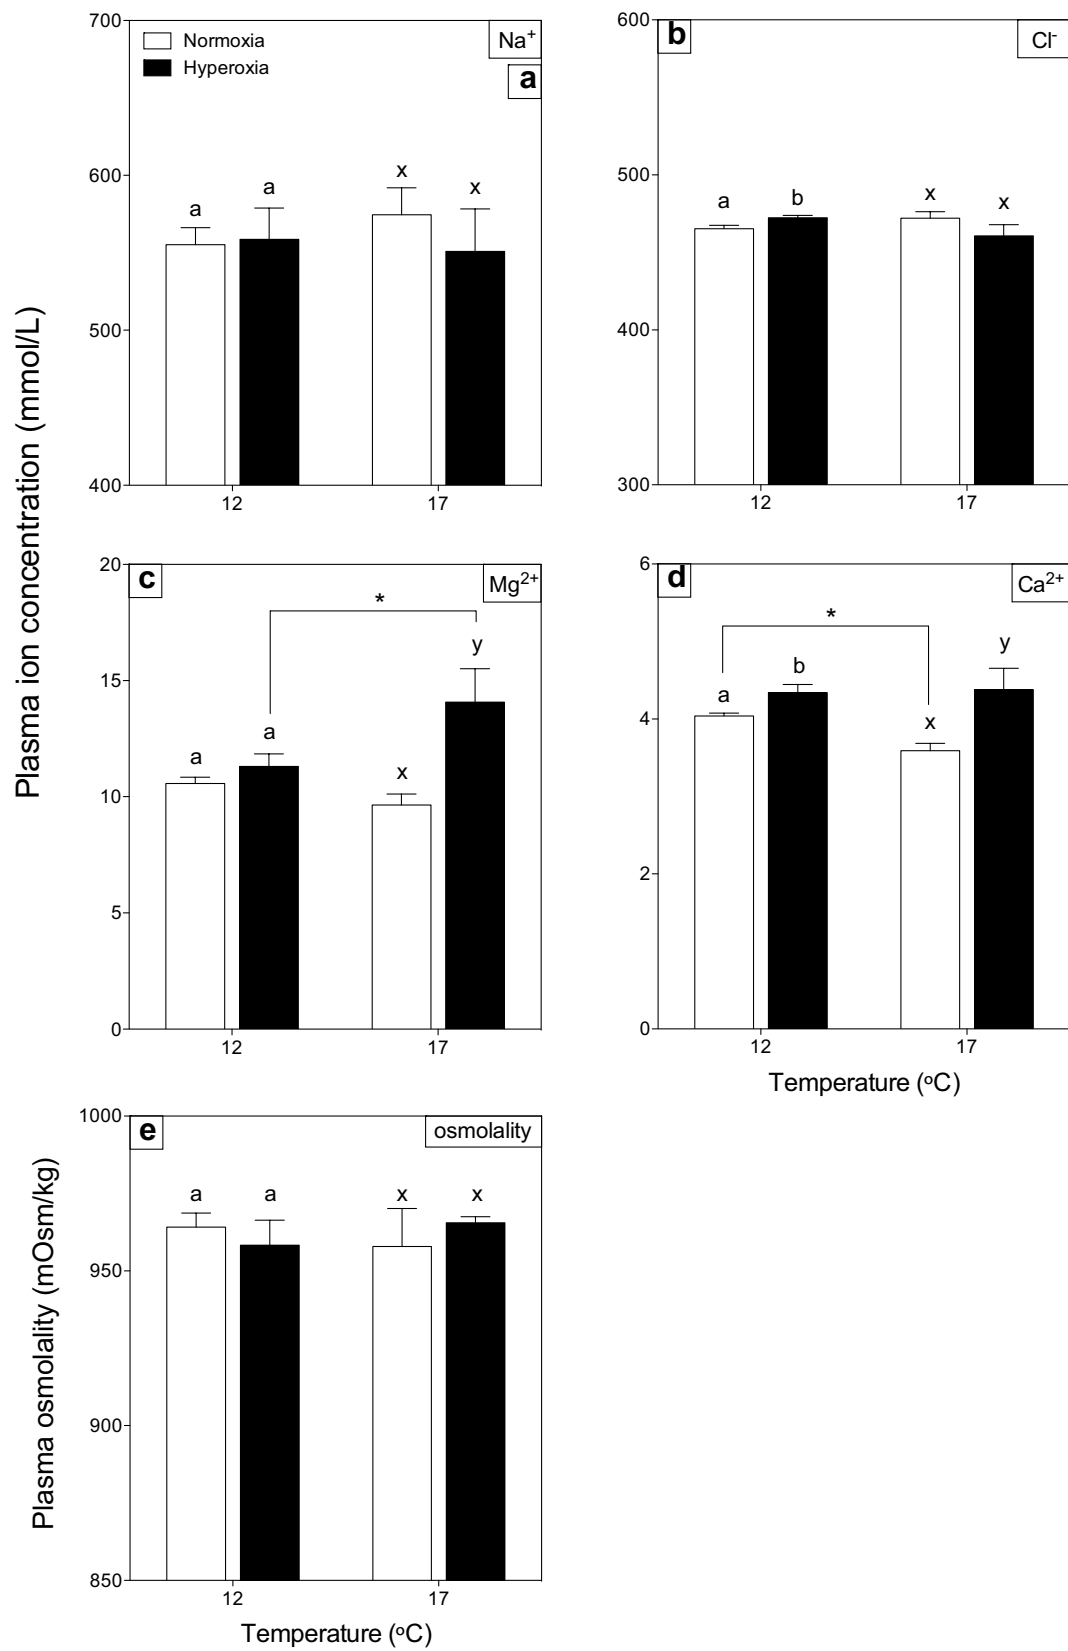 Plasma ion concentration (mmol/L)
700
600
500
400
Normoxia
Hyperoxia
Na⁺
a
a
a
x
x
12
17
600
500
400
300
b
Cl⁻
a
b
x
x
12
17
20
15
10
5
0
c
Mg²⁺
*
a
a
x
y
12
17
6
4
2
0
d
Ca²⁺
*
a
b
x
y
12
17
Temperature (ºC)
Plasma osmolality (mOsm/kg)
1000
950
900
850
e
osmolality
a
a
x
x
12
17
Temperature (ºC)